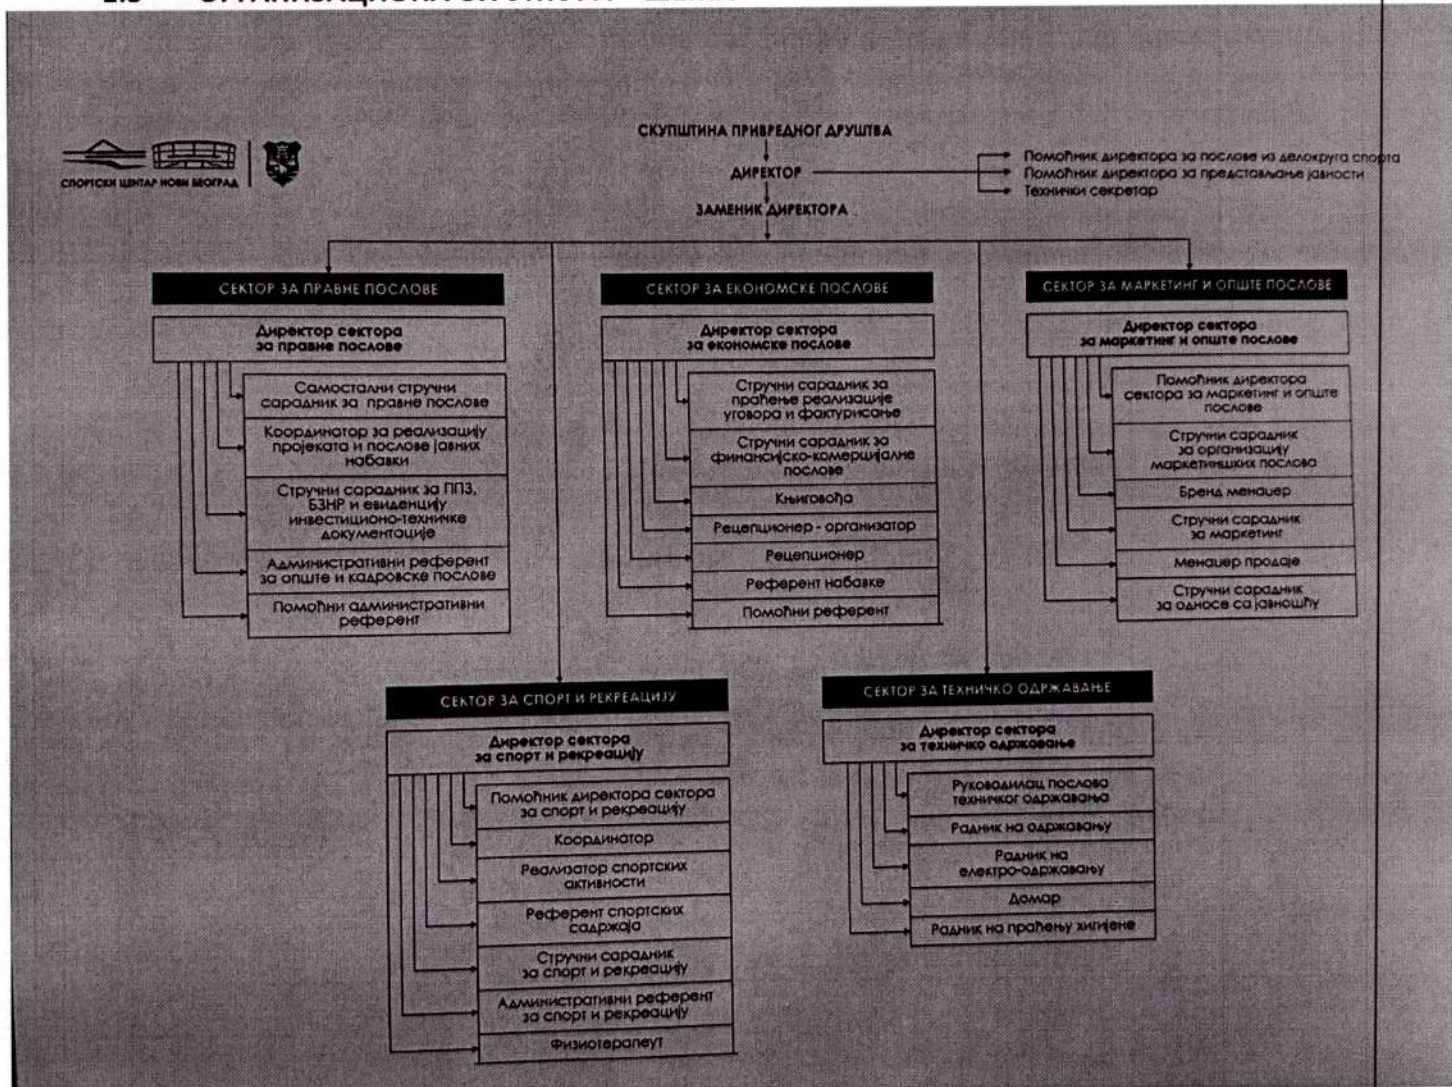 СПОРТСКИ ЦЕНТАР НОВИ БЕОГРАД
СКУПШТИНА ПРИВРЕДНОГ ДРУШТВА
ДИРЕКТОР
Помоћник директора за послове из делокруга спорта
Помоћник директора за представљање јавности
Технички секретар
ЗАМЕНИК ДИРЕКТОРА
СЕКТОР ЗА ПРАВНЕ ПОСЛОВЕ
Директор сектора
за правне послове
Самостални стручни
сарадник за правне послове
Координатор за реализацију
пројеката и послове јавних
набавки
Стручни сарадник за ППЗ,
БЗНР и евиденцију
инвестиционо-техничке
документације
Административни референт
за опште и кадровске послове
Помоћни административни
референт
СЕКТОР ЗА ЕКОНОМСКЕ ПОСЛОВЕ
Директор сектора
за економске послове
Стручни сарадник за
праћење реализације
уговора и фактурисање
Стручни сарадник за
финансијско-комерцијалне
послове
Књиговођа
Рецепционер - организатор
Рецепционер
Референт набавке
Помоћни референт
СЕКТОР ЗА МАРКЕТИНГ И ОПШТЕ ПОСЛОВЕ
Директор сектора
за маркетинг и опште послове
Помоћник директора
сектора за маркетинг и опште
послове
Стручни сарадник
за организацију
маркетиншких послова
Бренд менаџер
Стручни сарадник
за маркетинг
Менаџер продаје
Стручни сарадник
за односе са јавношћу
СЕКТОР ЗА СПОРТ И РЕКРЕАЦИЈУ
Директор сектора
за спорт и рекреацију
Помоћник директора сектора
за спорт и рекреацију
Координатор
Реализатор спортских
активности
Референт спортских
садржаја
Стручни сарадник
за спорт и рекреацију
Административни референт
за спорт и рекреацију
Физиотерапеут
СЕКТОР ЗА ТЕХНИЧКО ОДРЖАВАЊЕ
Директор сектора
за техничко одржавање
Руководилац послова
техничког одржавања
Радник на одржавању
Радник на
електро-одржавању
Домар
Радник на праћењу хигијене